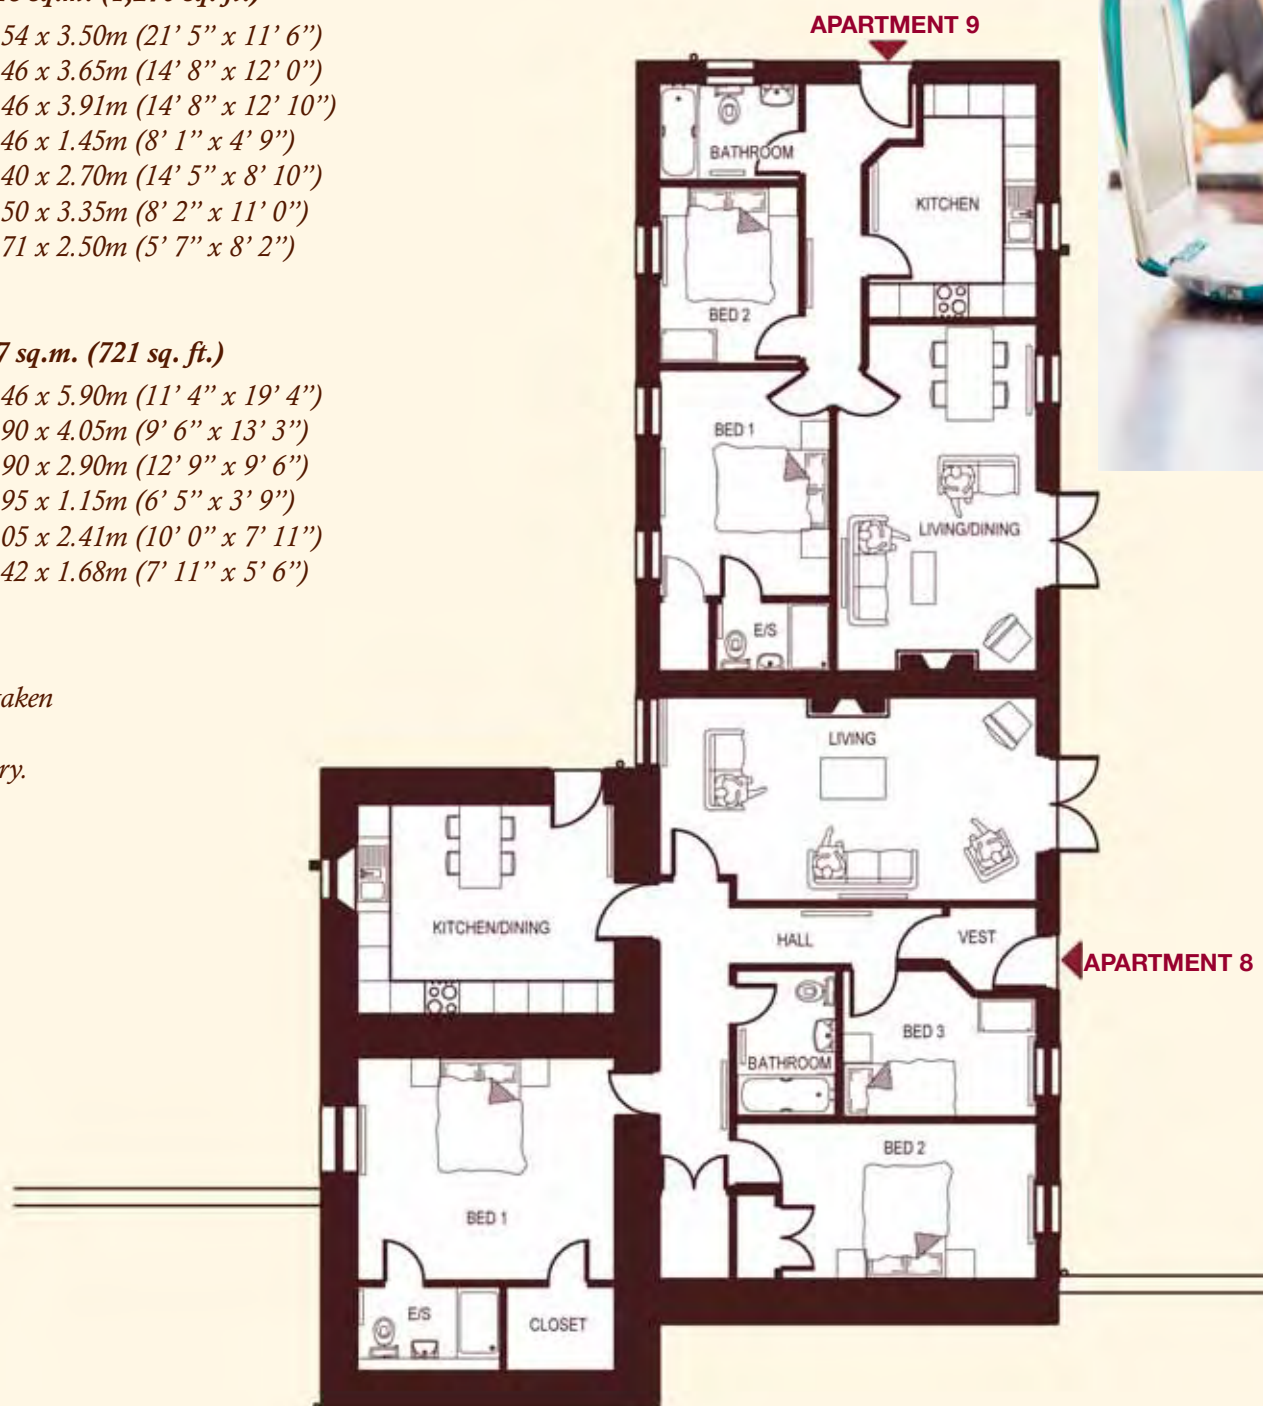 54 x 3.50m (21' 5” x 11' 6”)
46 x 3.65m (14' 8” x 12' 0”)
46 x 3.91m (14' 8” x 12' 10”)
46 x 1.45m (8' 1” x 4' 9”)
40 x 2.70m (14' 5” x 8' 10”)
50 x 3.35m (8' 2” x 11' 0”)
71 x 2.50m (5' 7” x 8' 2”)
7 sq.m. (721 sq. ft.)
46 x 5.90m (11' 4” x 19' 4”)
90 x 4.05m (9' 6” x 13' 3”)
90 x 2.90m (12' 9” x 9' 6”)
95 x 1.15m (6' 5” x 3' 9”)
05 x 2.41m (10' 0” x 7' 11”)
42 x 1.68m (7' 11” x 5' 6”)
aken
ry.
APARTMENT 9
BATHROOM
KITCHEN
BED 2
BED 1
LIVING/DINING
E/S
LIVING
KITCHEN/DINING
HALL
VEST
APARTMENT 8
BED 3
BATHROOM
BED 2
BED 1
E/S
CLOSET